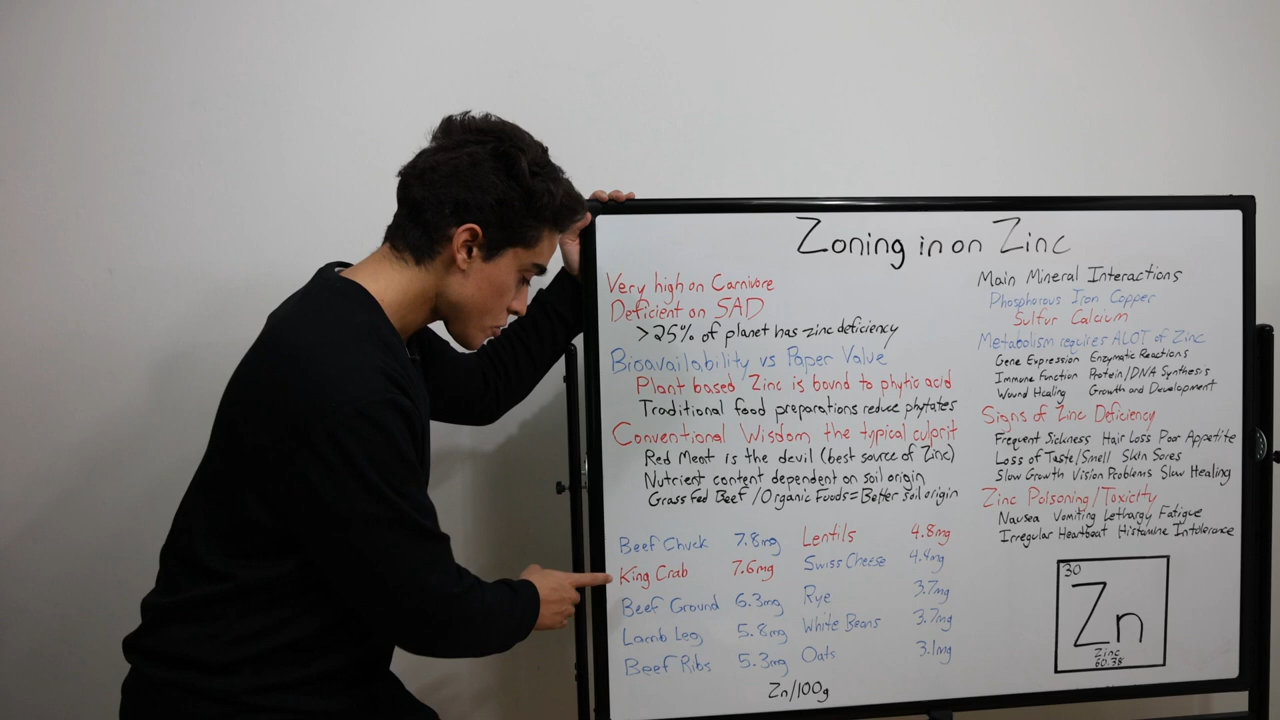 Zoning in on Zinc
Very high on Carnivore
Deficient on SAD
>25% of planet has zinc deficiency
Bioavailability vs Paper Value
Plant based Zinc is bound to phytic acid
Traditional food preparations reduce phytates
Conventional Wisdom the typical culprit
Red Meat is the devil (best source of Zinc)
Nutrient content dependent on soil origin
Grass Fed Beef / Organic Foods = Better soil origin
Beef Chuck 7.8mg
King Crab 7.6mg
Beef Ground 6.3mg
Lamb Leg 5.8mg
Beef Ribs 5.3mg
Lentils 4.8mg
Swiss Cheese 4.4mg
Rye 3.7mg
White Beans 3.7mg
Oats 3.1mg
Zn/100g
Main Mineral Interactions
Phosphorous Iron Copper
Sulfur Calcium
Metabolism requires ALOT of Zinc
Gene Expression Enzymatic Reactions
Immune Function Protein/DNA Synthesis
Wound Healing Growth and Development
Signs of Zinc Deficiency
Frequent Sickness Hair Loss Poor Appetite
Loss of Taste/Smell Skin Sores
Slow Growth Vision Problems Slow Healing
Zinc Poisoning/Toxicity
Nausea Vomiting Lethargy Fatigue
Irregular Heartbeat Histamine Intolerance
30
Zn
Zinc
60.38